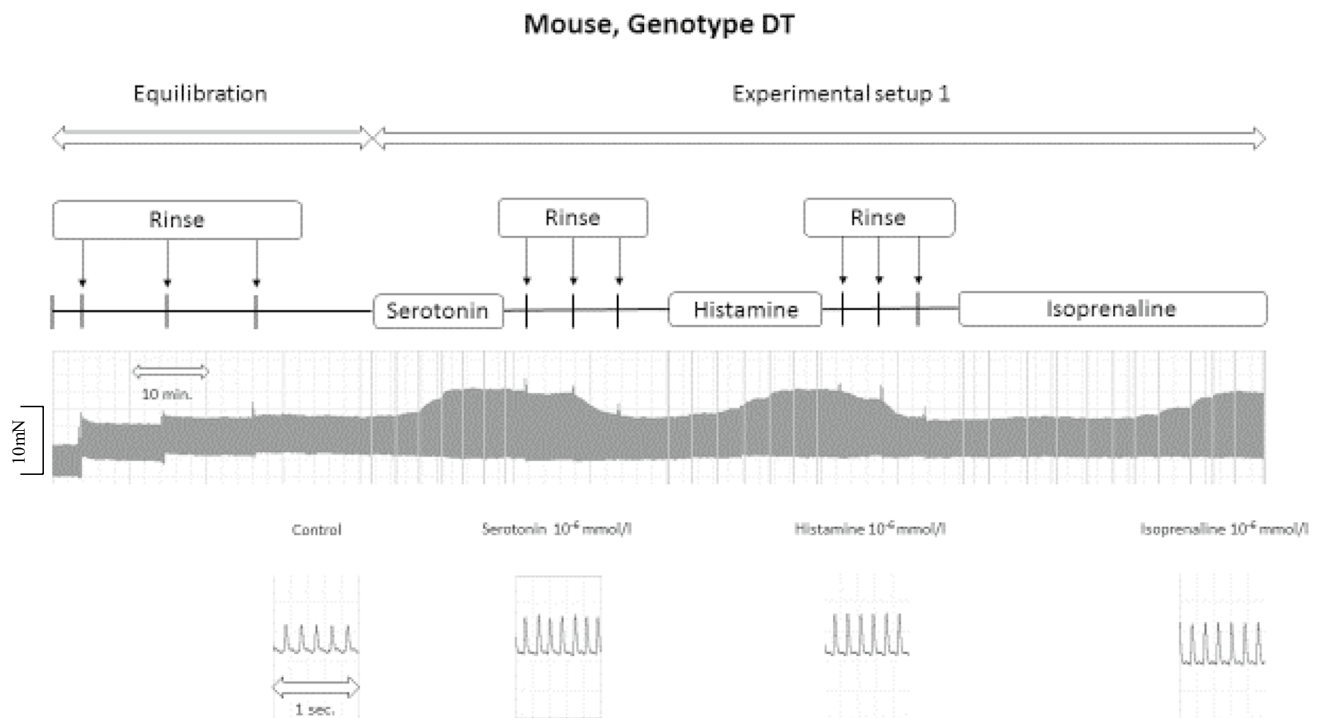 Mouse, Genotype DT
Equilibration
Experimental setup 1
Rinse
Rinse
Rinse
Serotonin
Histamine
Isoprenaline
10 min.
10mN
Control
Serotonin 10⁻⁶ mmol/l
Histamine 10⁻⁶ mmol/l
Isoprenaline 10⁻⁶ mmol/l
1 sec.